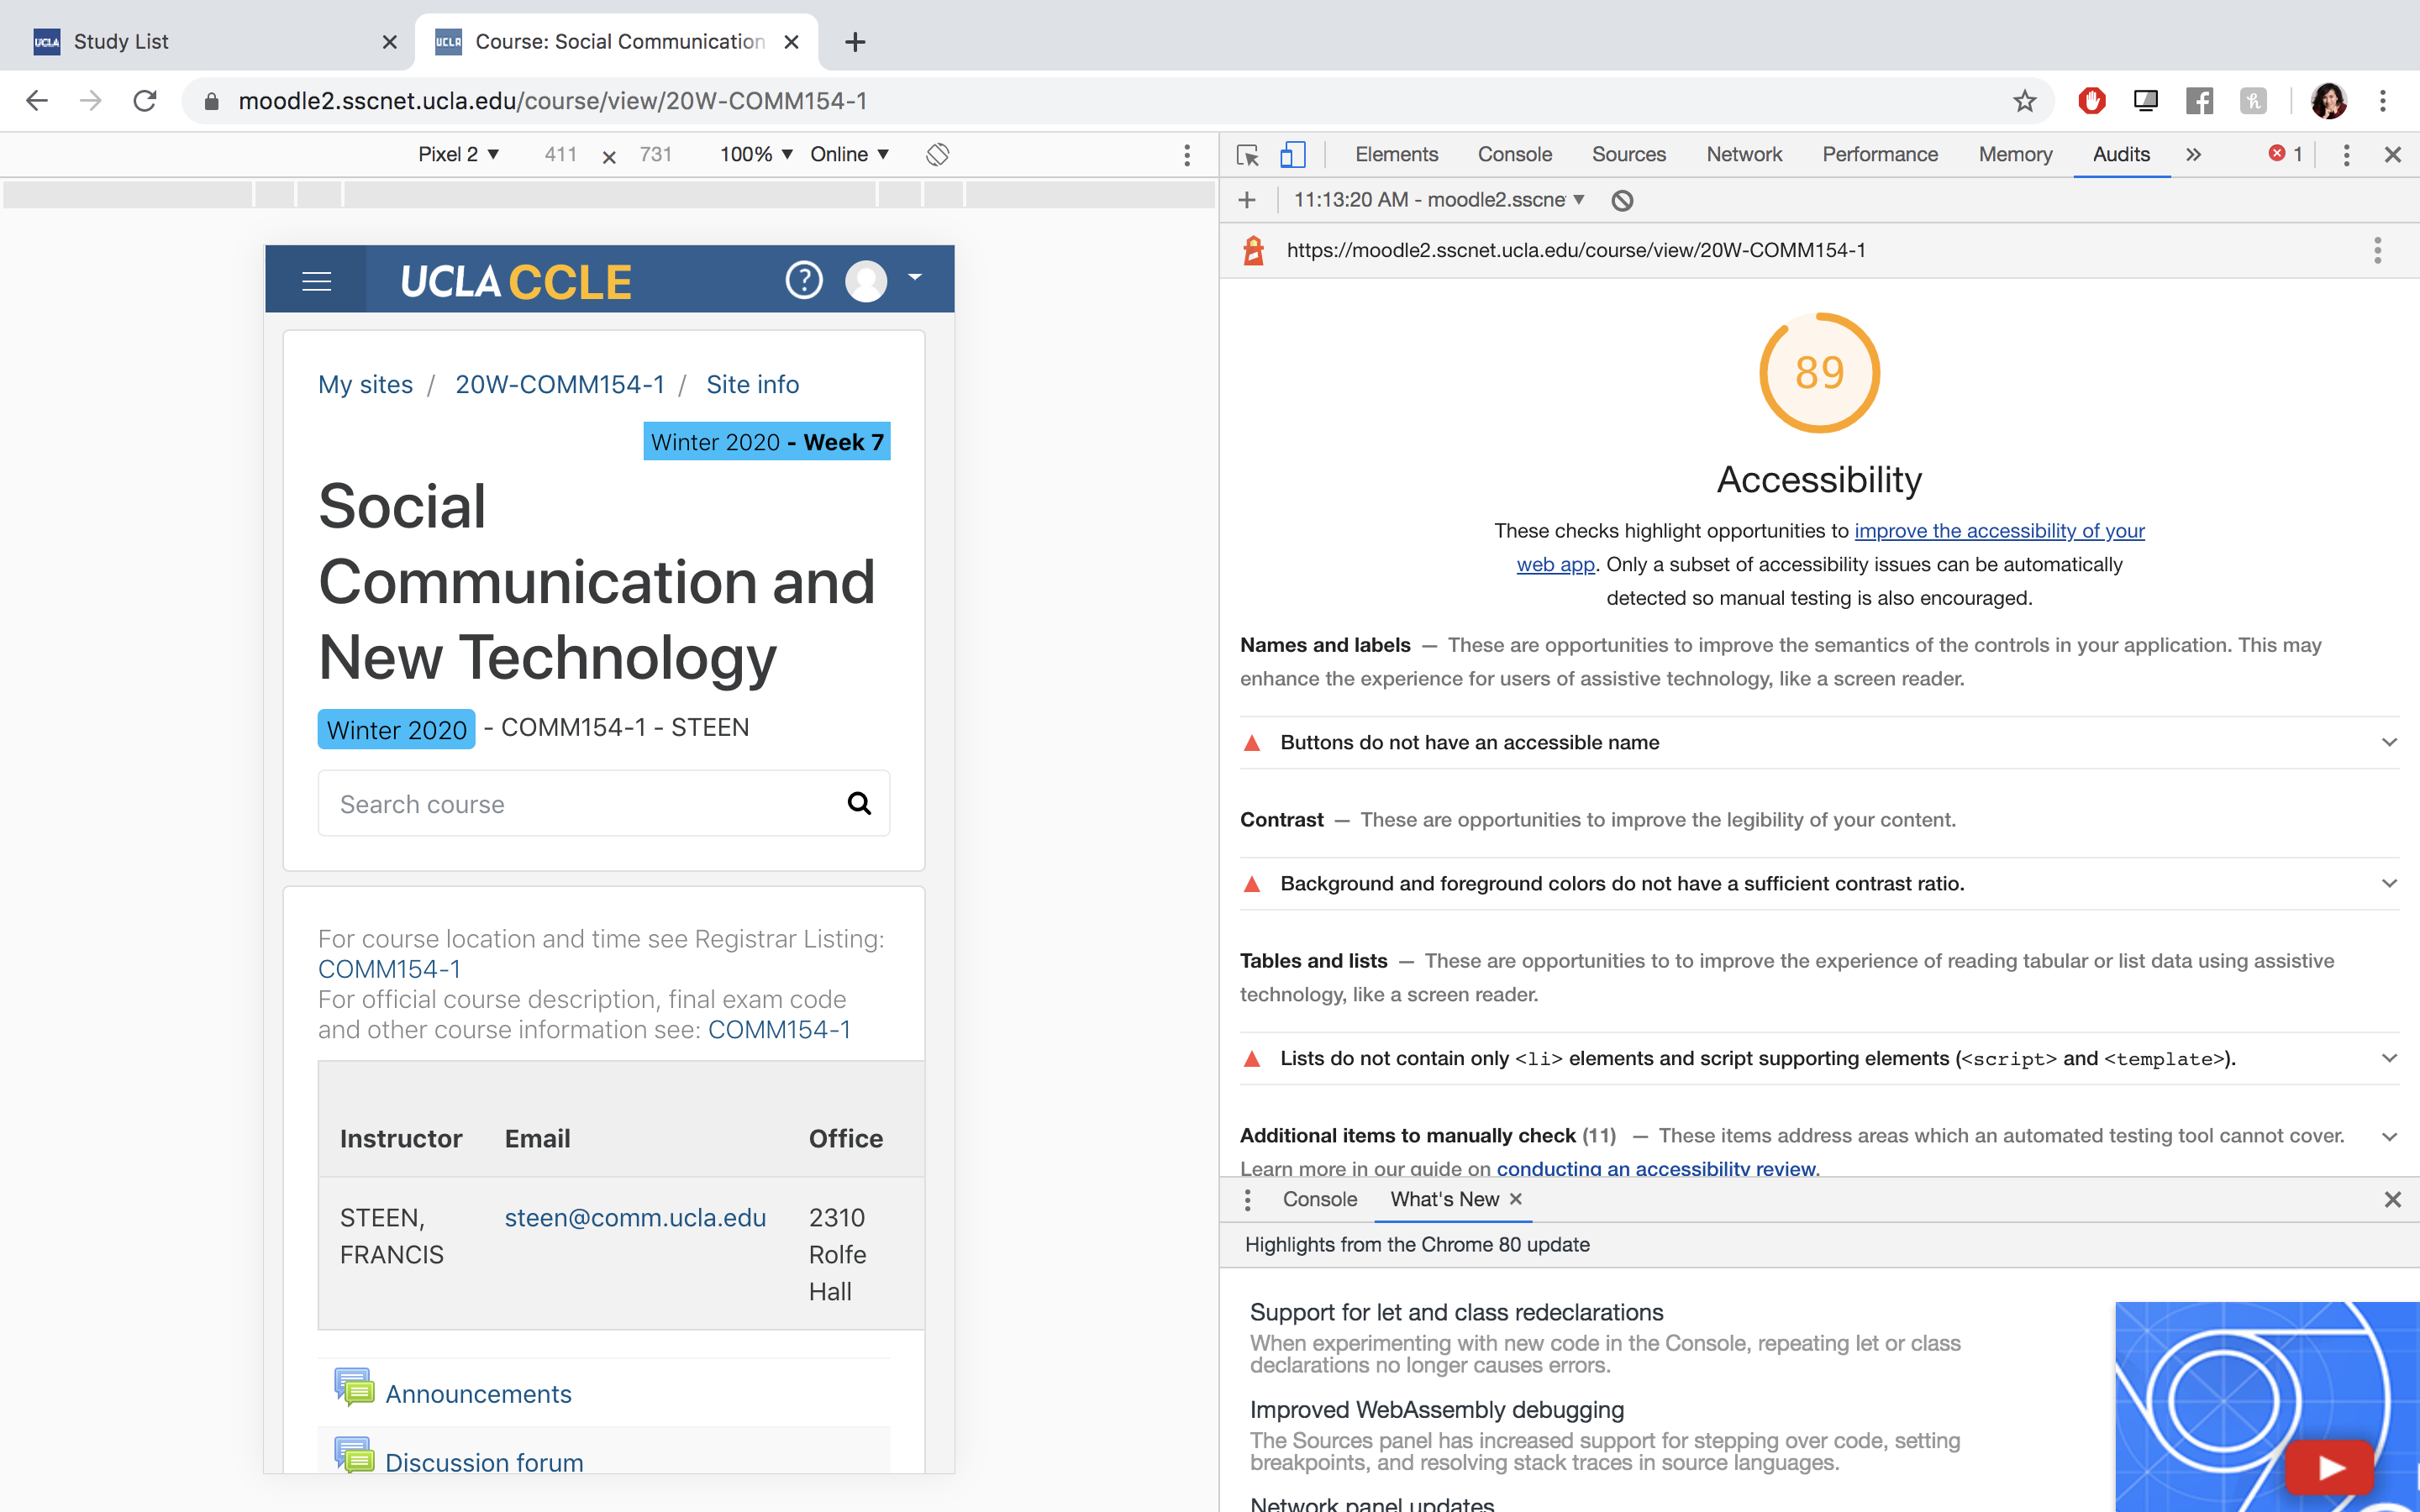 UCLA Study List
UCLA Course: Social Communication
moodle2.sscnet.ucla.edu/course/view/20W-COMM154-1
Pixel 2 ▼ 411 × 731 100% ▼ Online ▼
UCLA CCLE ?
My sites / 20W-COMM154-1 / Site info
Winter 2020 - Week 7
Social
Communication and
New Technology
Winter 2020 - COMM154-1 - STEEN
Search course
For course location and time see Registrar Listing:
COMM154-1
For official course description, final exam code
and other course information see: COMM154-1
Instructor Email Office
STEEN, steen@comm.ucla.edu 2310
FRANCIS Rolfe
Hall
Announcements
Discussion forum
Elements Console Sources Network Performance Memory Audits » 1
11:13:20 AM - moodle2.sscne ▼
https://moodle2.sscnet.ucla.edu/course/view/20W-COMM154-1
89
Accessibility
These checks highlight opportunities to improve the accessibility of your
web app. Only a subset of accessibility issues can be automatically
detected so manual testing is also encouraged.
Names and labels — These are opportunities to improve the semantics of the controls in your application. This may
enhance the experience for users of assistive technology, like a screen reader.
Buttons do not have an accessible name
Contrast — These are opportunities to improve the legibility of your content.
Background and foreground colors do not have a sufficient contrast ratio.
Tables and lists — These are opportunities to to improve the experience of reading tabular or list data using assistive
technology, like a screen reader.
Lists do not contain only <li> elements and script supporting elements (<script> and <template>).
Additional items to manually check (11) — These items address areas which an automated testing tool cannot cover.
Learn more in our guide on conducting an accessibility review.
Console What's New ×
Highlights from the Chrome 80 update
Support for let and class redeclarations
When experimenting with new code in the Console, repeating let or class
declarations no longer causes errors.
Improved WebAssembly debugging
The Sources panel has increased support for stepping over code, setting
breakpoints, and resolving stack traces in source languages.
Network panel updates